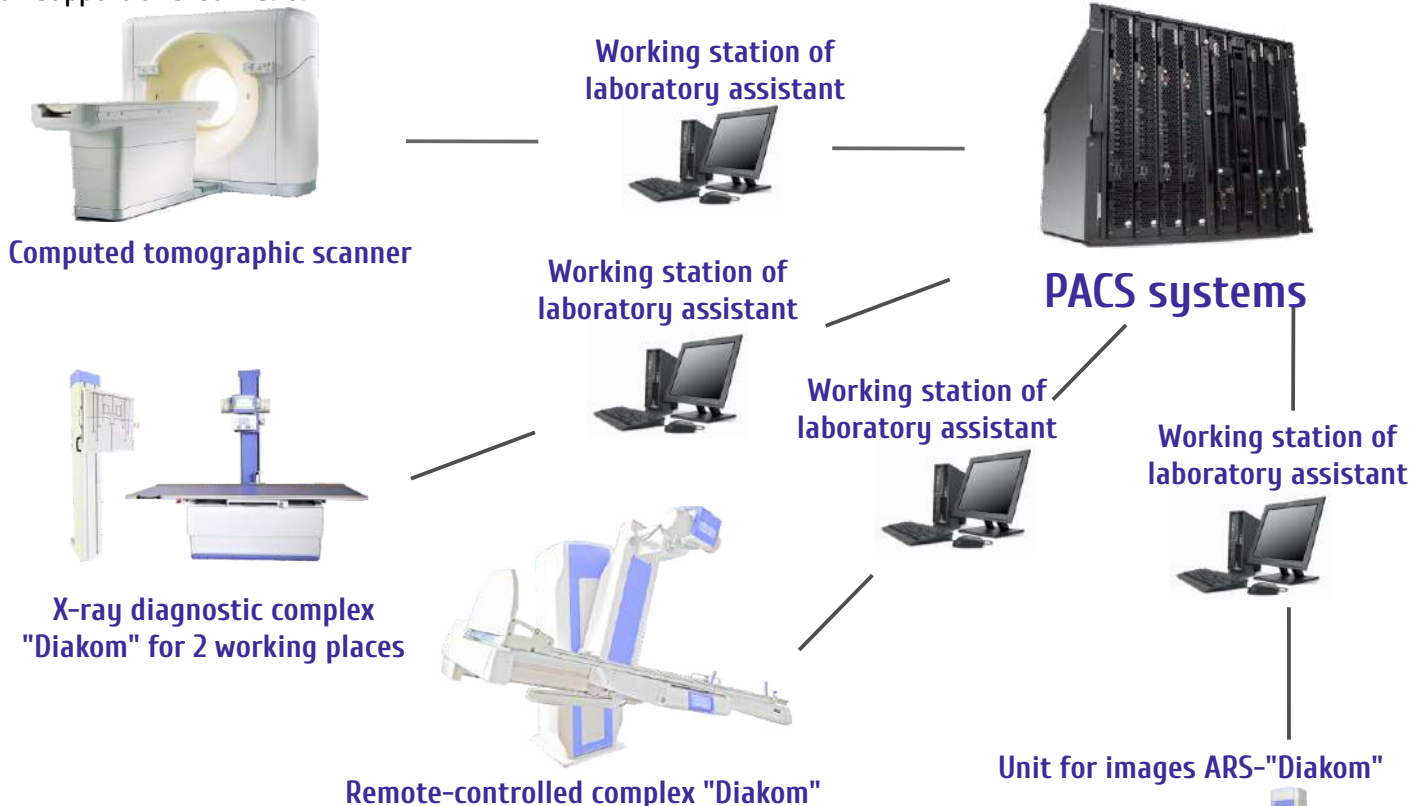 Working station of
laboratory assistant
Computed tomographic scanner
PACS systems
Working station of
laboratory assistant
Working station of
laboratory assistant
Working station of
laboratory assistant
X-ray diagnostic complex
"Diakom" for 2 working places
Unit for images ARS-"Diakom"
Remote-controlled complex "Diakom"